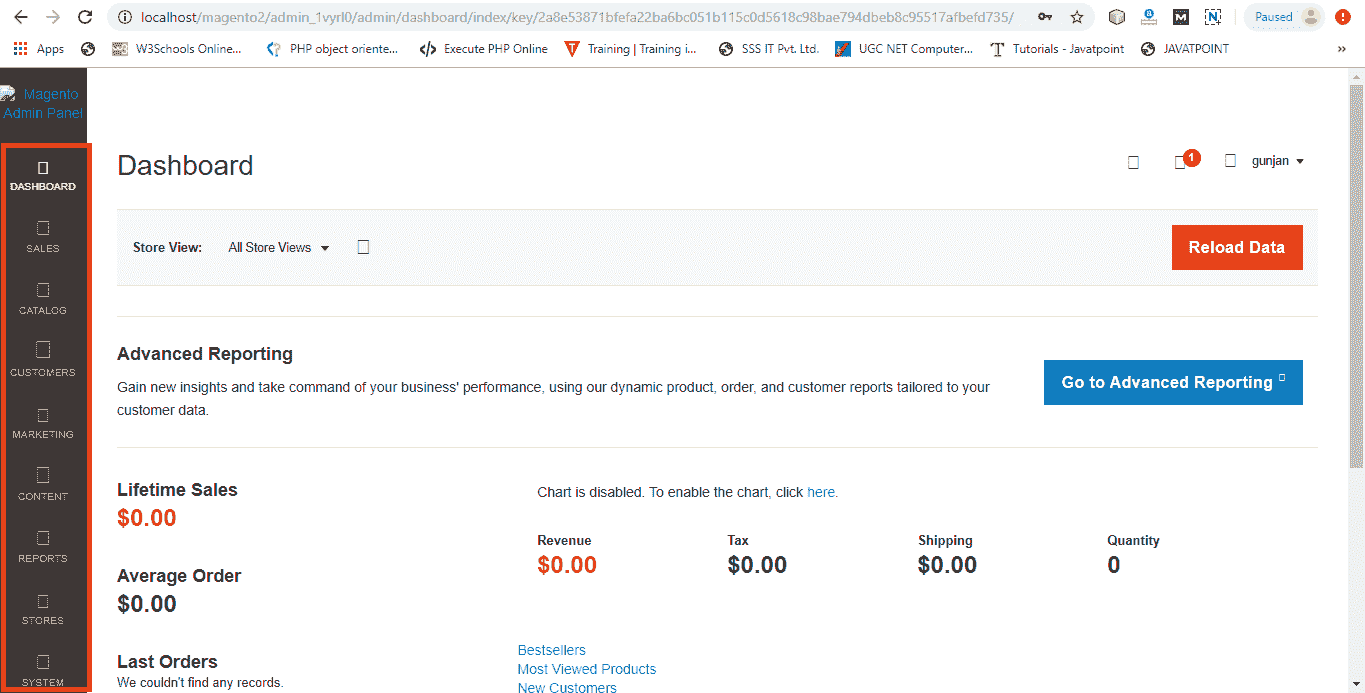 localhost/magento2/admin_1vyrl0/admin/dashboard/index/key/2a8e53871bfefa22ba6bc051b115c0d5618c98bae794dbeb8c95517afbefd735/
Paused
Apps
W3Schools Online...
PHP object oriente...
Execute PHP Online
Training | Training i...
SSS IT Pvt. Ltd.
UGC NET Computer...
Tutorials - Javatpoint
JAVATPOINT
»
Magento
Admin Panel
DASHBOARD
SALES
CATALOG
CUSTOMERS
MARKETING
CONTENT
REPORTS
STORES
SYSTEM
Dashboard
1
gunjan
Store View:
All Store Views
Reload Data
Advanced Reporting
Gain new insights and take command of your business' performance, using our dynamic product, order, and customer reports tailored to your
customer data.
Go to Advanced Reporting
Lifetime Sales
$0.00
Average Order
$0.00
Last Orders
We couldn't find any records.
Chart is disabled. To enable the chart, click here.
Revenue
$0.00
Tax
$0.00
Shipping
$0.00
Quantity
0
Bestsellers
Most Viewed Products
New Customers